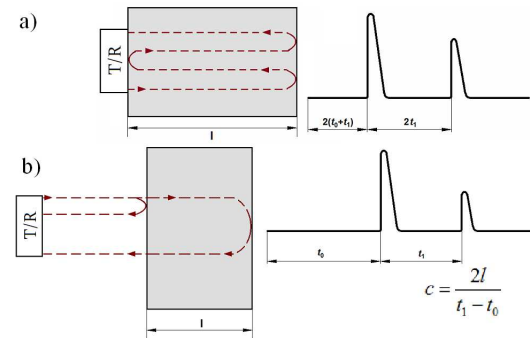 a)
T/R
l
2(t₀+t₁)
2t₁
b)
T/R
l
t₀
t₁
c = 2l / (t₁ − t₀)